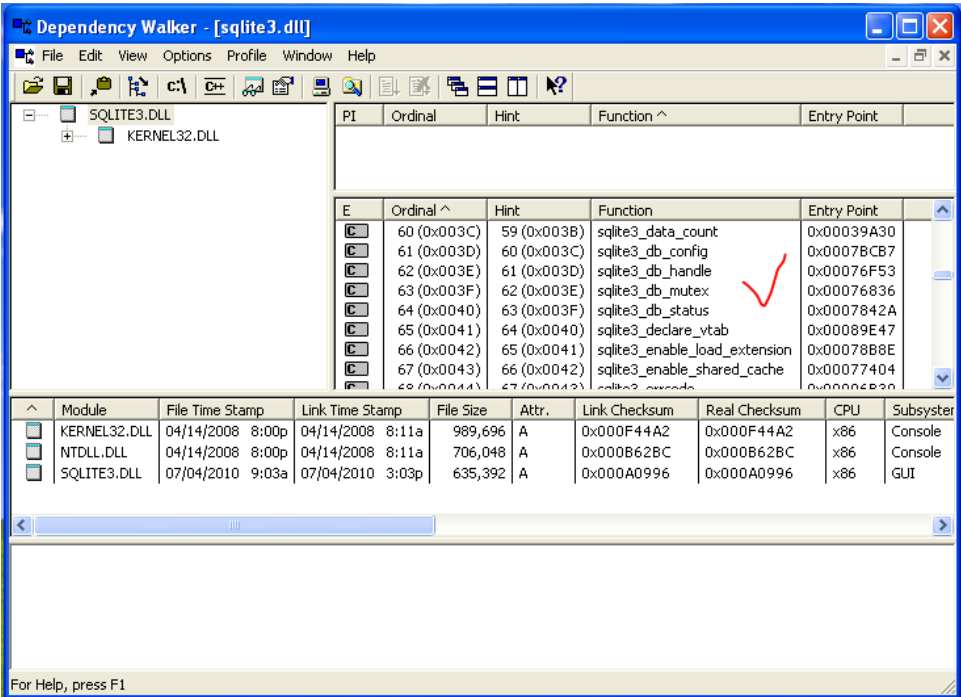 Dependency Walker - [sqlite3.dll]
File Edit View Options Profile Window Help
c:\ C++
SQLITE3.DLL
KERNEL32.DLL
PI Ordinal Hint Function ^ Entry Point
E Ordinal ^ Hint Function Entry Point
C 60 (0x003C) 59 (0x003B) sqlite3_data_count 0x00039A30
C 61 (0x003D) 60 (0x003C) sqlite3_db_config 0x0007BCB7
C 62 (0x003E) 61 (0x003D) sqlite3_db_handle 0x00076F53
C 63 (0x003F) 62 (0x003E) sqlite3_db_mutex 0x00076836
C 64 (0x0040) 63 (0x003F) sqlite3_db_status 0x0007842A
C 65 (0x0041) 64 (0x0040) sqlite3_declare_vtab 0x00089E47
C 66 (0x0042) 65 (0x0041) sqlite3_enable_load_extension 0x00078B8E
C 67 (0x0043) 66 (0x0042) sqlite3_enable_shared_cache 0x00077404
^ Module File Time Stamp Link Time Stamp File Size Attr. Link Checksum Real Checksum CPU Subsyster
KERNEL32.DLL 04/14/2008 8:00p 04/14/2008 8:11a 989,696 A 0x000F44A2 0x000F44A2 x86 Console
NTDLL.DLL 04/14/2008 8:00p 04/14/2008 8:11a 706,048 A 0x000B62BC 0x000B62BC x86 Console
SQLITE3.DLL 07/04/2010 9:03a 07/04/2010 3:03p 635,392 A 0x000A0996 0x000A0996 x86 GUI
For Help, press F1